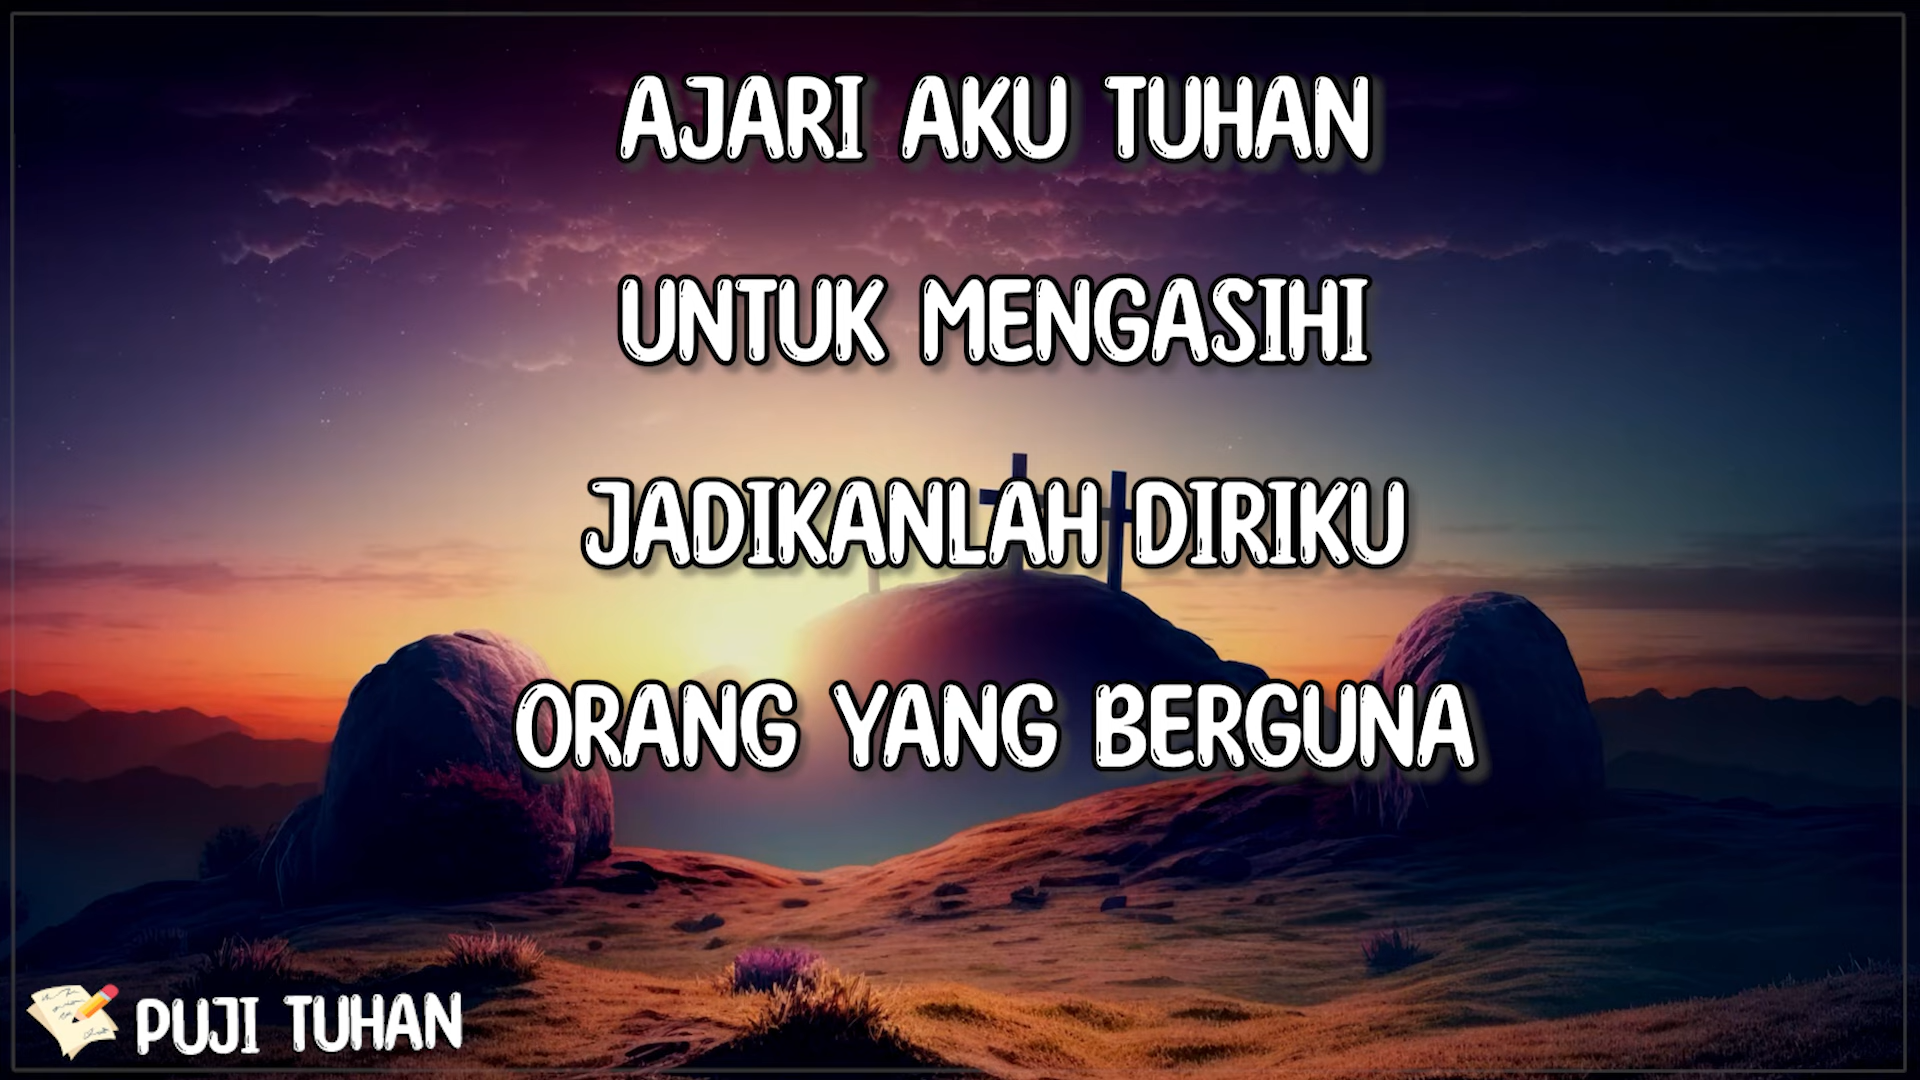 AJARI AKU TUHAN
UNTUK MENGASIHI
JADIKANLAH DIRIKU
ORANG YANG BERGUNA
PUJI TUHAN